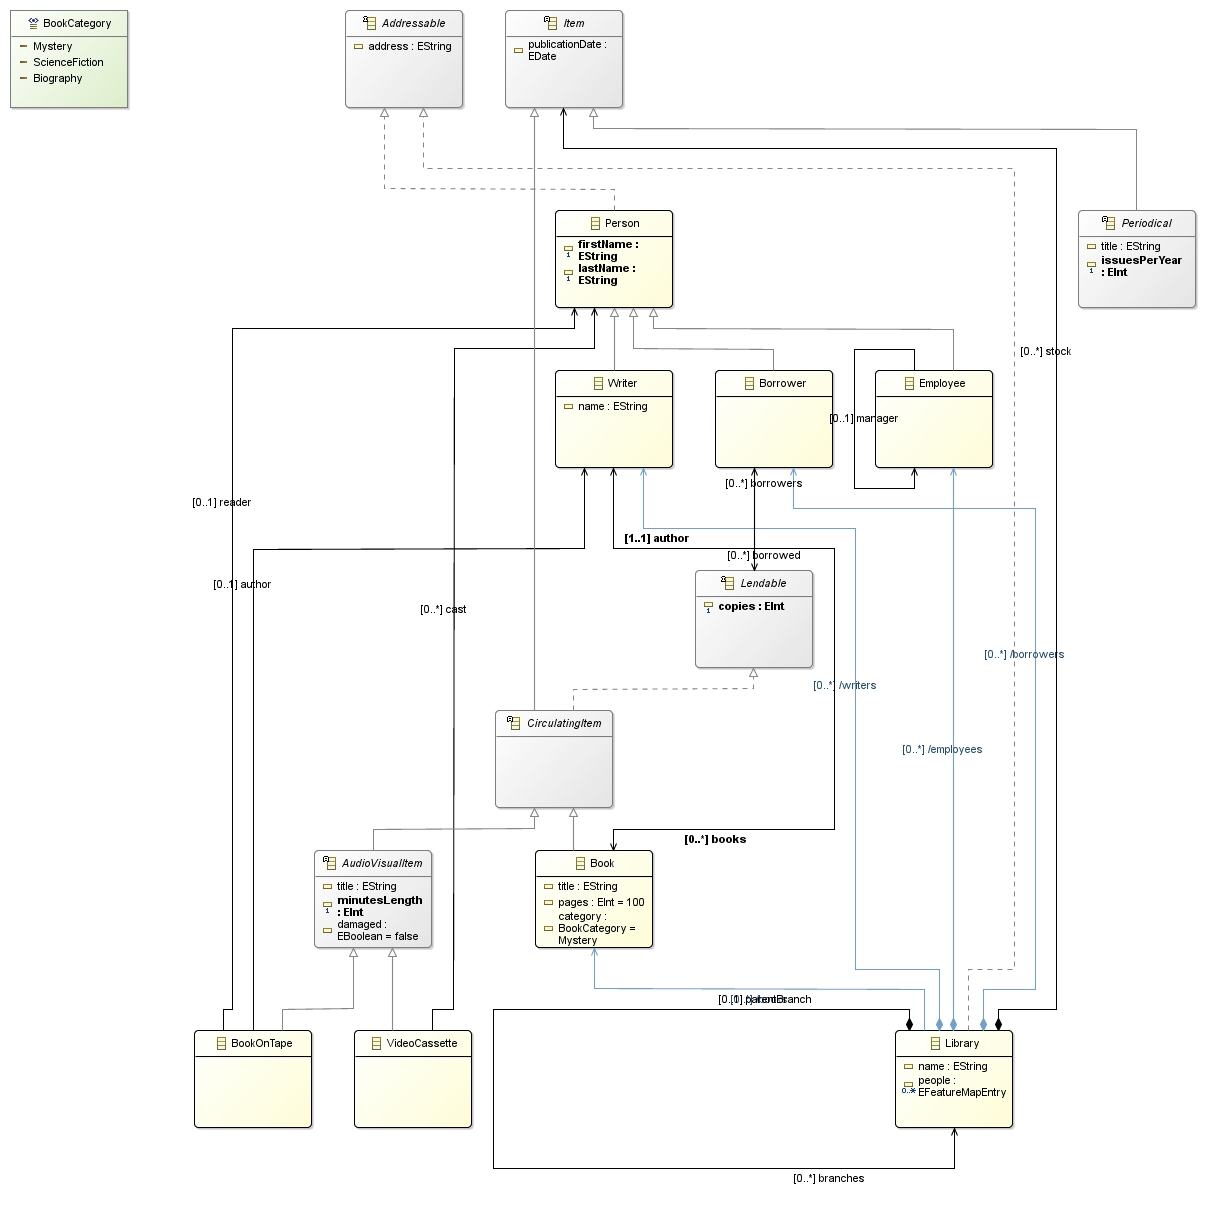 BookCategory
Mystery
ScienceFiction
Biography
Addressable
address : EString
Item
publicationDate :
EDate
Person
firstName :
EString
lastName :
EString
Periodical
title : EString
issuesPerYear
: EInt
[0..*] stock
Writer
name : EString
Borrower
Employee
[0..1] manager
[0..*] borrowers
[0..1] reader
[1..1] author
[0..*] borrowed
[0..1] author
Lendable
copies : EInt
[0..*] cast
[0..*] /borrowers
[0..*] /writers
CirculatingItem
[0..*] /employees
[0..*] books
AudioVisualItem
title : EString
minutesLength
: EInt
damaged :
EBoolean = false
Book
title : EString
pages : EInt = 100
category :
BookCategory =
Mystery
[0..1] parentBranch
BookOnTape
VideoCassette
Library
name : EString
people :
EFeatureMapEntry
0..*
[0..*] branches